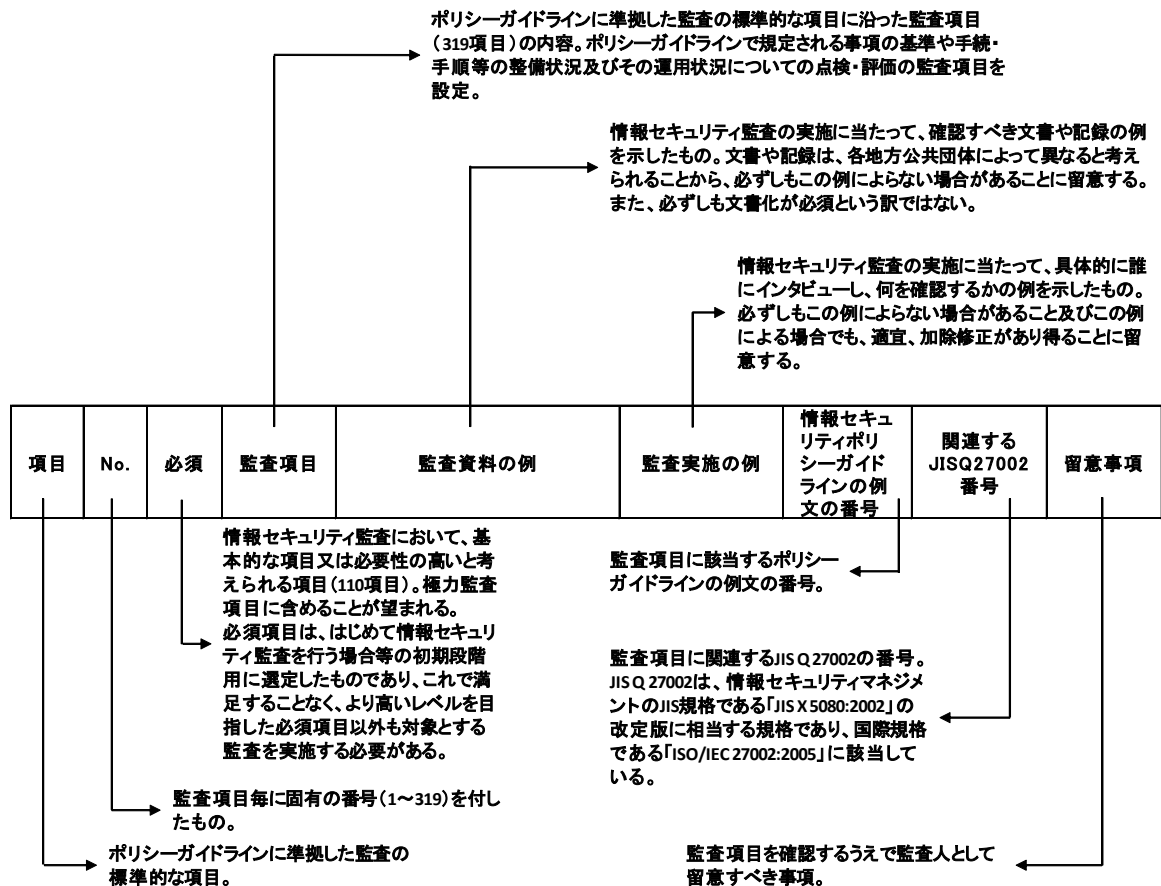 ポリシーガイドラインに準拠した監査の標準的な項目に沿った監査項目
(319項目)の内容。ポリシーガイドラインで規定される事項の基準や手続・
手順等の整備状況及びその運用状況についての点検・評価の監査項目を
設定。
情報セキュリティ監査の実施に当たって、確認すべき文書や記録の例
を示したもの。文書や記録は、各地方公共団体によって異なると考え
られることから、必ずしもこの例によらない場合があることに留意する。
また、必ずしも文書化が必須という訳ではない。
情報セキュリティ監査の実施に当たって、具体的に誰
にインタビューし、何を確認するかの例を示したもの。
必ずしもこの例によらない場合があること及びこの例
による場合でも、適宜、加除修正があり得ることに留
意する。
項目
No.
必須
監査項目
監査資料の例
監査実施の例
情報セキュ
リティポリ
シーガイド
ラインの例
文の番号
関連する
JISQ27002
番号
留意事項
情報セキュリティ監査において、基
本的な項目又は必要性の高いと考
えられる項目(110項目)。極力監査
項目に含めることが望まれる。
必須項目は、はじめて情報セキュリ
ティ監査を行う場合等の初期段階
用に選定したものであり、これで満
足することなく、より高いレベルを目
指した必須項目以外も対象とする
監査を実施する必要がある。
監査項目に該当するポリシー
ガイドラインの例文の番号。
監査項目に関連するJIS Q 27002の番号。
JIS Q 27002は、情報セキュリティマネジメ
ントのJIS規格である「JIS X 5080:2002」の
改定版に相当する規格であり、国際規格
である「ISO/IEC 27002:2005」に該当して
いる。
監査項目毎に固有の番号(1~319)を付し
たもの。
ポリシーガイドラインに準拠した監査の
標準的な項目。
監査項目を確認するうえで監査人として
留意すべき事項。